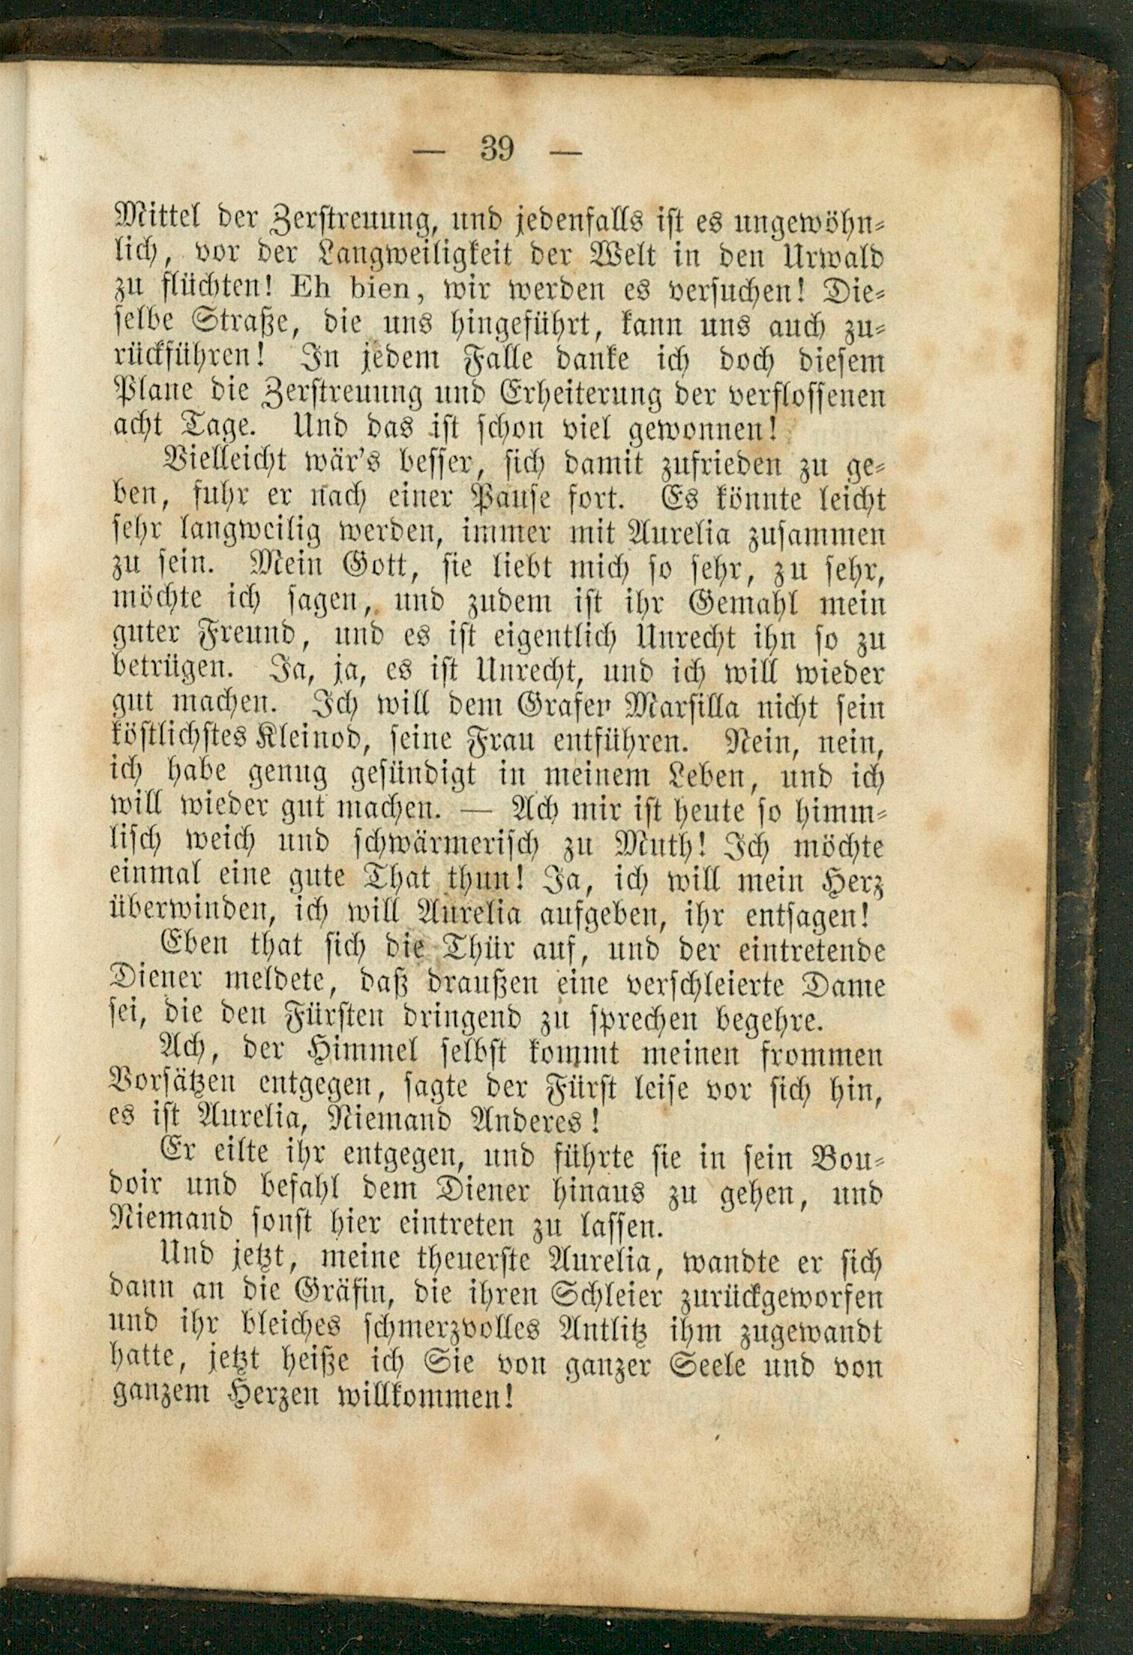 — 39 —
Mittel der Zerstreuung, und jedenfalls ist es ungewöhn-
lich, vor der Langweiligkeit der Welt in den Urwald
zu flüchten! Eh bien, wir werden es versuchen! Die-
selbe Straße, die uns hingeführt, kann uns auch zu-
rückführen! In jedem Falle danke ich doch diesem
Plane die Zerstreuung und Erheiterung der verflossenen
acht Tage. Und das ist schon viel gewonnen!
Vielleicht wär's besser, sich damit zufrieden zu ge-
ben, fuhr er nach einer Pause fort. Es könnte leicht
sehr langweilig werden, immer mit Aurelia zusammen
zu sein. Mein Gott, sie liebt mich so sehr, zu sehr,
möchte ich sagen, und zudem ist ihr Gemahl mein
guter Freund, und es ist eigentlich Unrecht ihn so zu
betrügen. Ja, ja, es ist Unrecht, und ich will wieder
gut machen. Ich will dem Grafen Marsilla nicht sein
köstlichstes Kleinod, seine Frau entführen. Nein, nein,
ich habe genug gesündigt in meinem Leben, und ich
will wieder gut machen. — Ach mir ist heute so himm-
lisch weich und schwärmerisch zu Muth! Ich möchte
einmal eine gute That thun! Ja, ich will mein Herz
überwinden, ich will Aurelia aufgeben, ihr entsagen!
Eben that sich die Thür auf, und der eintretende
Diener meldete, daß draußen eine verschleierte Dame
sei, die den Fürsten dringend zu sprechen begehre.
Ach, der Himmel selbst kommt meinen frommen
Vorsätzen entgegen, sagte der Fürst leise vor sich hin,
es ist Aurelia, Niemand Anderes!
Er eilte ihr entgegen, und führte sie in sein Bou-
doir und befahl dem Diener hinaus zu gehen, und
Niemand sonst hier eintreten zu lassen.
Und jetzt, meine theuerste Aurelia, wandte er sich
dann an die Gräfin, die ihren Schleier zurückgeworfen
und ihr bleiches schmerzvolles Antlitz ihm zugewandt
hatte, jetzt heiße ich Sie von ganzer Seele und von
ganzem Herzen willkommen!